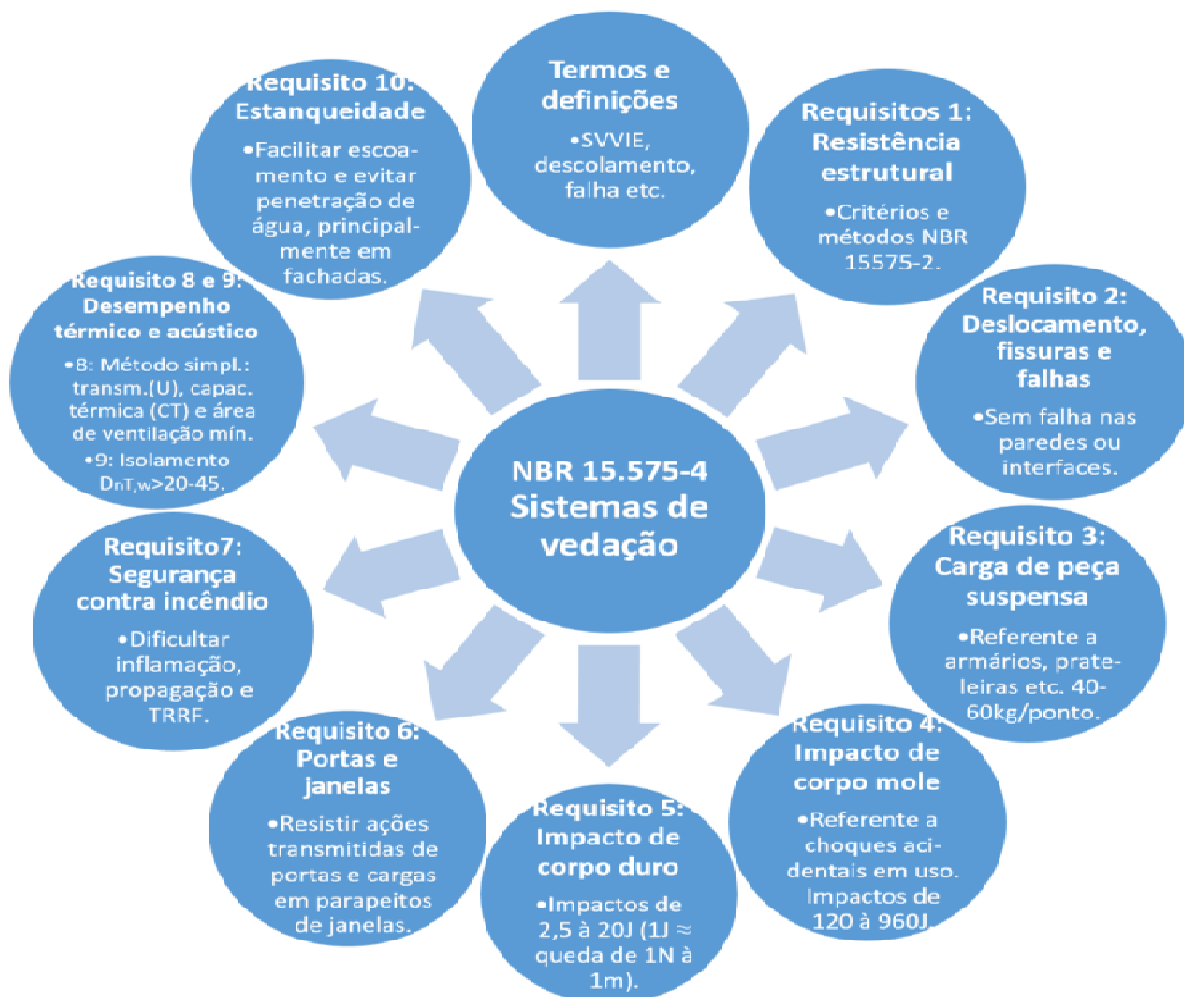 NBR 15.575-4
Sistemas de
vedação
Termos e
definições
•SVVIE,
descolamento,
falha etc.
Requisitos 1:
Resistência
estrutural
•Critérios e
métodos NBR
15575-2.
Requisito 2:
Deslocamento,
fissuras e
falhas
•Sem falha nas
paredes ou
interfaces.
Requisito 3:
Carga de peça
suspensa
•Referente a
armários, prate-
leiras etc. 40-
60kg/ponto.
Requisito 4:
Impacto de
corpo mole
•Referente a
choques aci-
dentais em uso.
Impactos de
120 à 960J.
Requisito 5:
Impacto de
corpo duro
•Impactos de
2,5 à 20J (1J ≈
queda de 1N à
1m).
Requisito 6:
Portas e
janelas
•Resistir ações
transmitidas de
portas e cargas
em parapeitos
de janelas.
Requisito7:
Segurança
contra incêndio
•Dificultar
inflamação,
propagação e
TRRF.
Requisito 8 e 9:
Desempenho
térmico e acústico
•8: Método simpl.:
transm.(U), capac.
térmica (CT) e área
de ventilação mín.
•9: Isolamento
DnT,w>20-45.
Requisito 10:
Estanqueidade
•Facilitar escoa-
mento e evitar
penetração de
água, principal-
mente em
fachadas.